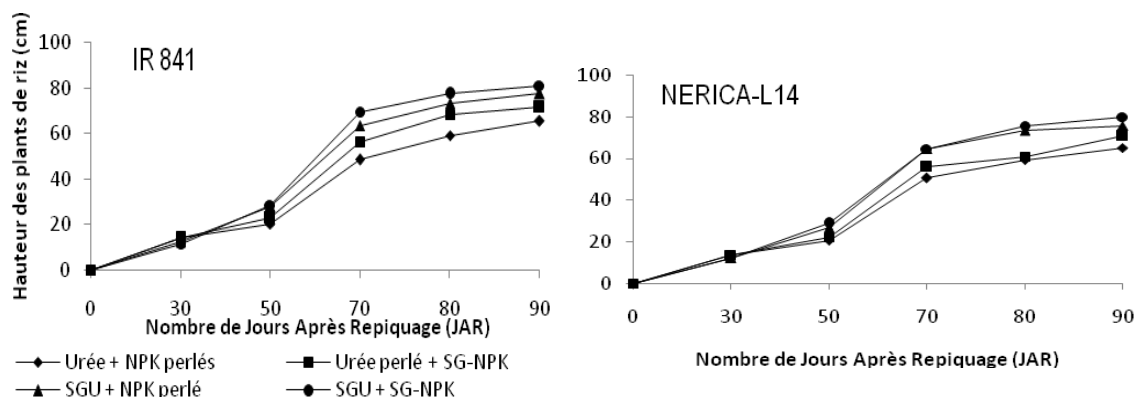 Hauteur des plants de riz (cm)
IR 841
100
80
60
40
20
0
0 30 50 70 80 90
Nombre de Jours Après Repiquage (JAR)
NERICA-L14
100
80
60
40
20
0
0 30 50 70 80 90
Nombre de Jours Après Repiquage (JAR)
Urée + NPK perlés
Urée perlé + SG-NPK
SGU + NPK perlé
SGU + SG-NPK